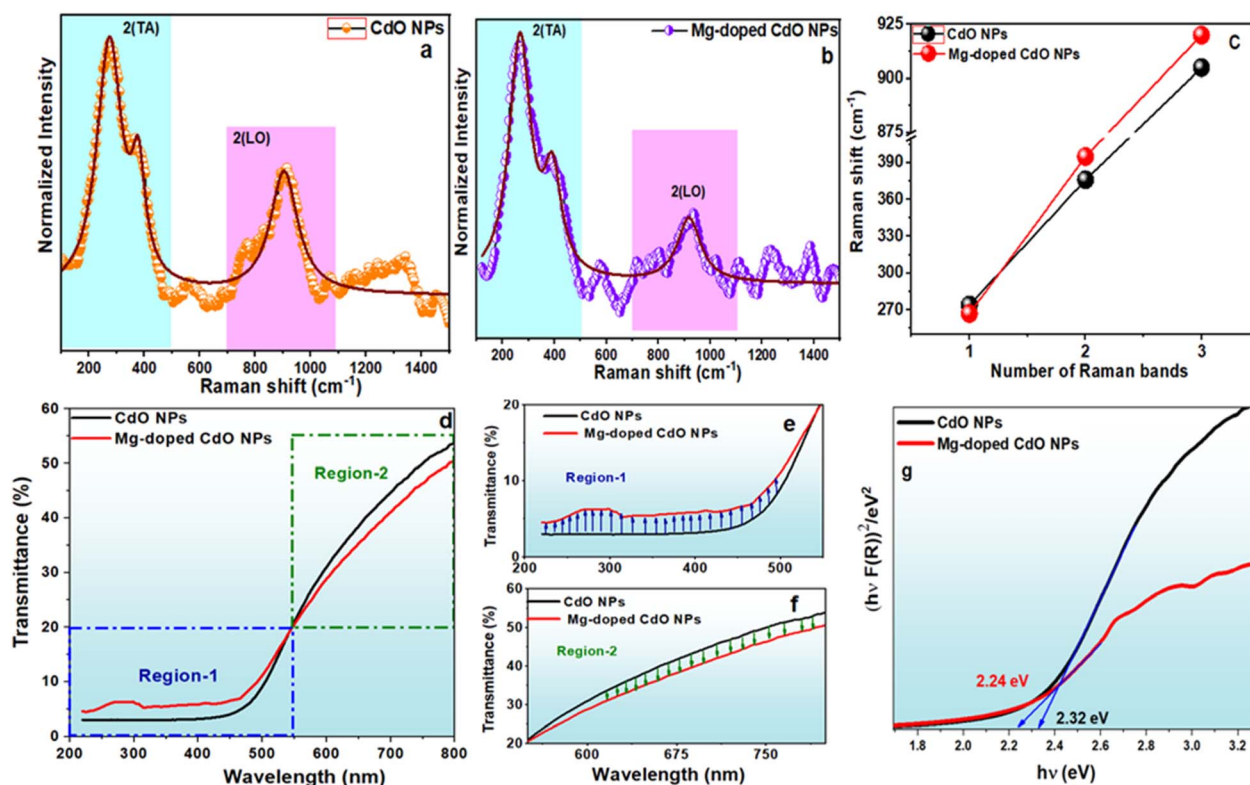 2(TA)
CdO NPs
a
2(LO)
Normalized Intensity
200 400 600 800 1000 1200 1400
Raman shift (cm-1)
2(TA)
Mg-doped CdO NPs
b
2(LO)
Normalized Intensity
200 400 600 800 1000 1200 1400
Raman shift (cm-1)
CdO NPs
Mg-doped CdO NPs
C
Raman shift (cm-1)
925
900
875
390
360
330
300
270
1 2 3
Number of Raman bands
CdO NPs
Mg-doped CdO NPs
d
Region-2
Region-1
Transmittance (%)
60
50
40
30
20
10
0
200 300 400 500 600 700 800
Wavelength (nm)
CdO NPs
Mg-doped CdO NPs
e
Region-1
Transmittance (%)
20
10
0
200 300 400 500
CdO NPs
Mg-doped CdO NPs
f
Region-2
Transmittance (%)
60
50
40
30
20
600 675 750
Wavelength (nm)
CdO NPs
Mg-doped CdO NPs
g
2.24 eV
2.32 eV
(hν F(R))2/eV2
1.8 2.0 2.2 2.4 2.6 2.8 3.0 3.2
hν (eV)